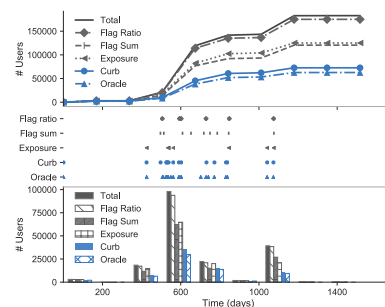 Total
Flag Ratio
Flag Sum
Exposure
Curb
Oracle
# Users
150000
100000
50000
0
Flag ratio
Flag sum
Exposure
Curb
Oracle
Total
Flag Ratio
Flag Sum
Exposure
Curb
Oracle
# Users
100000
75000
50000
25000
0
200
600
1000
1400
Time (days)